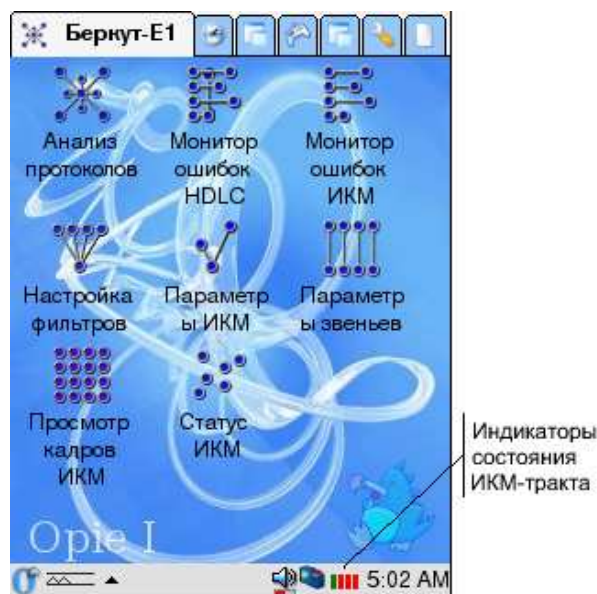 Беркут-E1
Анализ протоколов
Монитор ошибок HDLC
Монитор ошибок ИКМ
Настройка фильтров
Параметр ы ИКМ
Параметр ы звеньев
Просмотр кадров ИКМ
Статус ИКМ
Индикаторы
состояния
ИКМ-тракта
Opie I
5:02 AM